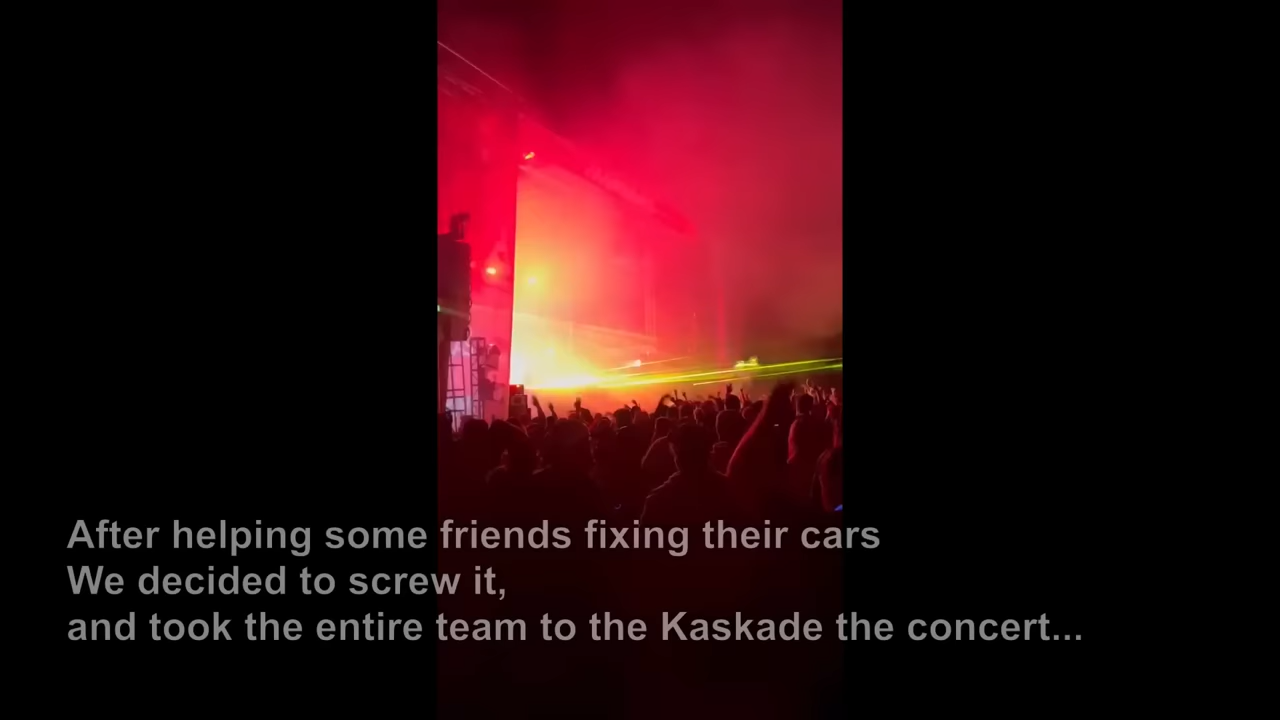 After helping some friends fixing their cars
We decided to screw it,
and took the entire team to the Kaskade the concert...